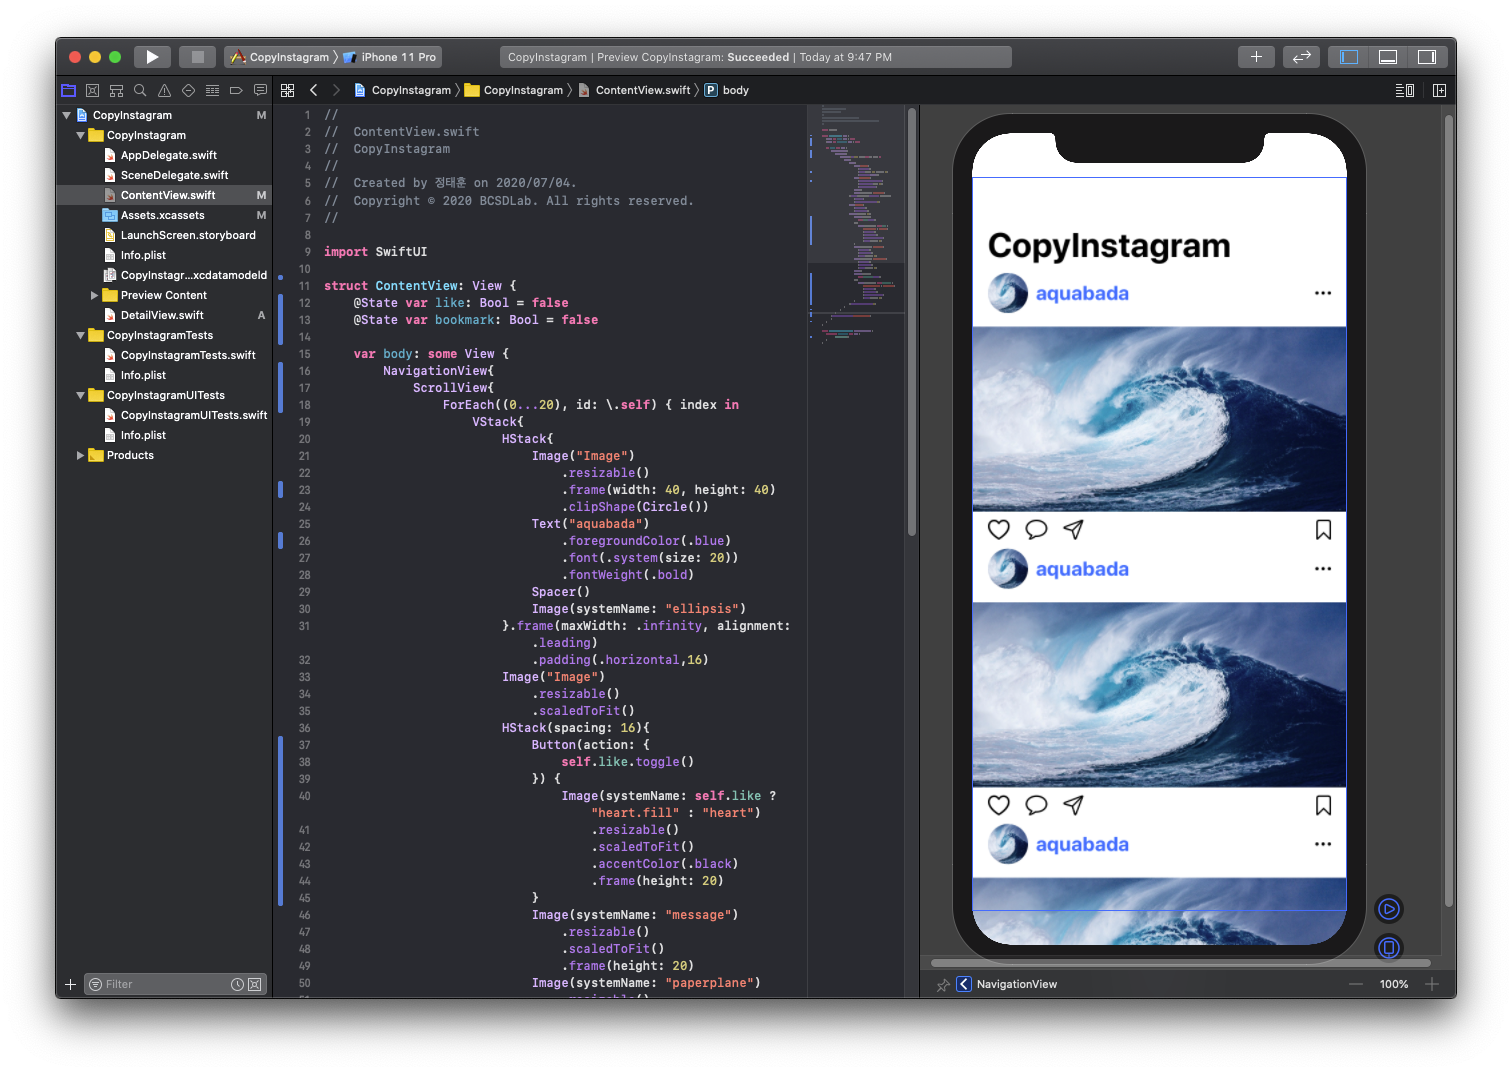 CopyInstagram 〉 iPhone 11 Pro
CopyInstagram | Preview CopyInstagram: Succeeded | Today at 9:47 PM
CopyInstagram 〉 CopyInstagram 〉 ContentView.swift 〉 P body
CopyInstagram M
CopyInstagram
AppDelegate.swift
SceneDelegate.swift
ContentView.swift M
Assets.xcassets M
LaunchScreen.storyboard
Info.plist
CopyInstagr...xcdatamodeld
Preview Content
DetailView.swift A
CopyInstagramTests
CopyInstagramTests.swift
Info.plist
CopyInstagramUITests
CopyInstagramUITests.swift
Info.plist
Products
Filter
1 //
2 //  ContentView.swift
3 //  CopyInstagram
4 //
5 //  Created by 정태훈 on 2020/07/04.
6 //  Copyright © 2020 BCSDLab. All rights reserved.
7 //
8
9 import SwiftUI
10
11 struct ContentView: View {
12     @State var like: Bool = false
13     @State var bookmark: Bool = false
14
15     var body: some View {
16         NavigationView{
17             ScrollView{
18                 ForEach((0...20), id: \.self) { index in
19                     VStack{
20                         HStack{
21                             Image("Image")
22                                 .resizable()
23                                 .frame(width: 40, height: 40)
24                                 .clipShape(Circle())
25                             Text("aquabada")
26                                 .foregroundColor(.blue)
27                                 .font(.system(size: 20))
28                                 .fontWeight(.bold)
29                             Spacer()
30                             Image(systemName: "ellipsis")
31                         }.frame(maxWidth: .infinity, alignment:
                            .leading)
32                             .padding(.horizontal,16)
33                         Image("Image")
34                             .resizable()
35                             .scaledToFit()
36                         HStack(spacing: 16){
37                             Button(action: {
38                                 self.like.toggle()
39                             }) {
40                                 Image(systemName: self.like ?
                                    "heart.fill" : "heart")
41                                     .resizable()
42                                     .scaledToFit()
43                                     .accentColor(.black)
44                                     .frame(height: 20)
45                             }
46                             Image(systemName: "message")
47                                 .resizable()
48                                 .scaledToFit()
49                                 .frame(height: 20)
50                             Image(systemName: "paperplane")
CopyInstagram
aquabada
aquabada
aquabada
NavigationView
100%